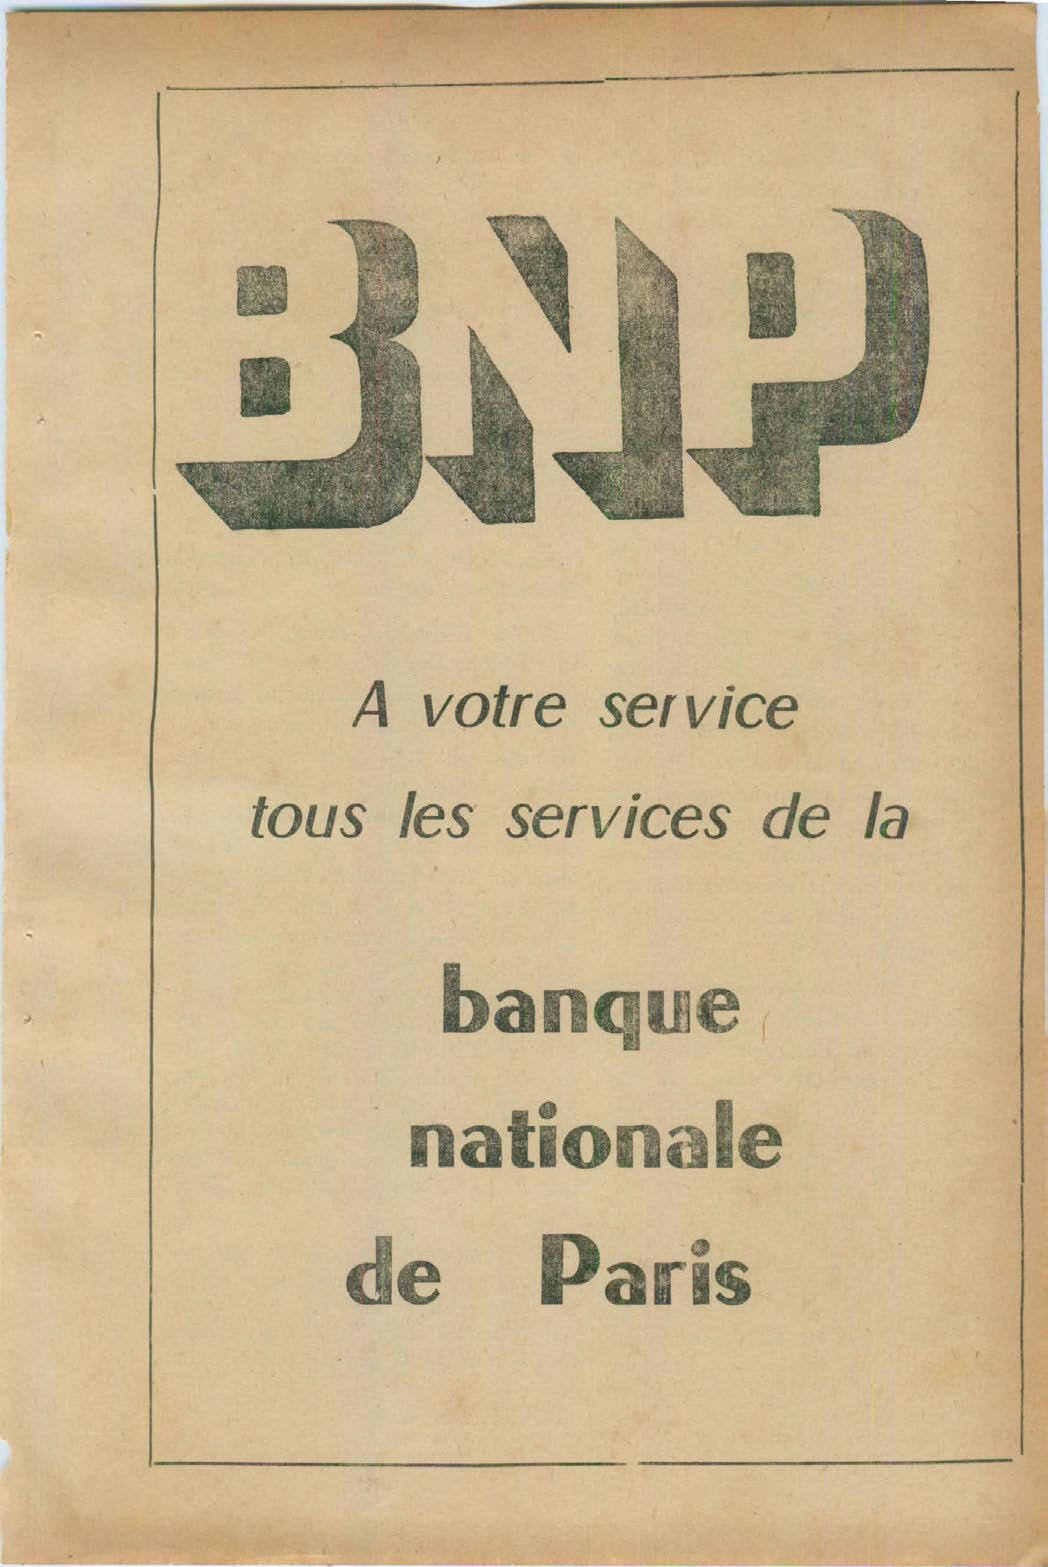 BNP
A votre service
tous les services de la
banque
nationale
de Paris